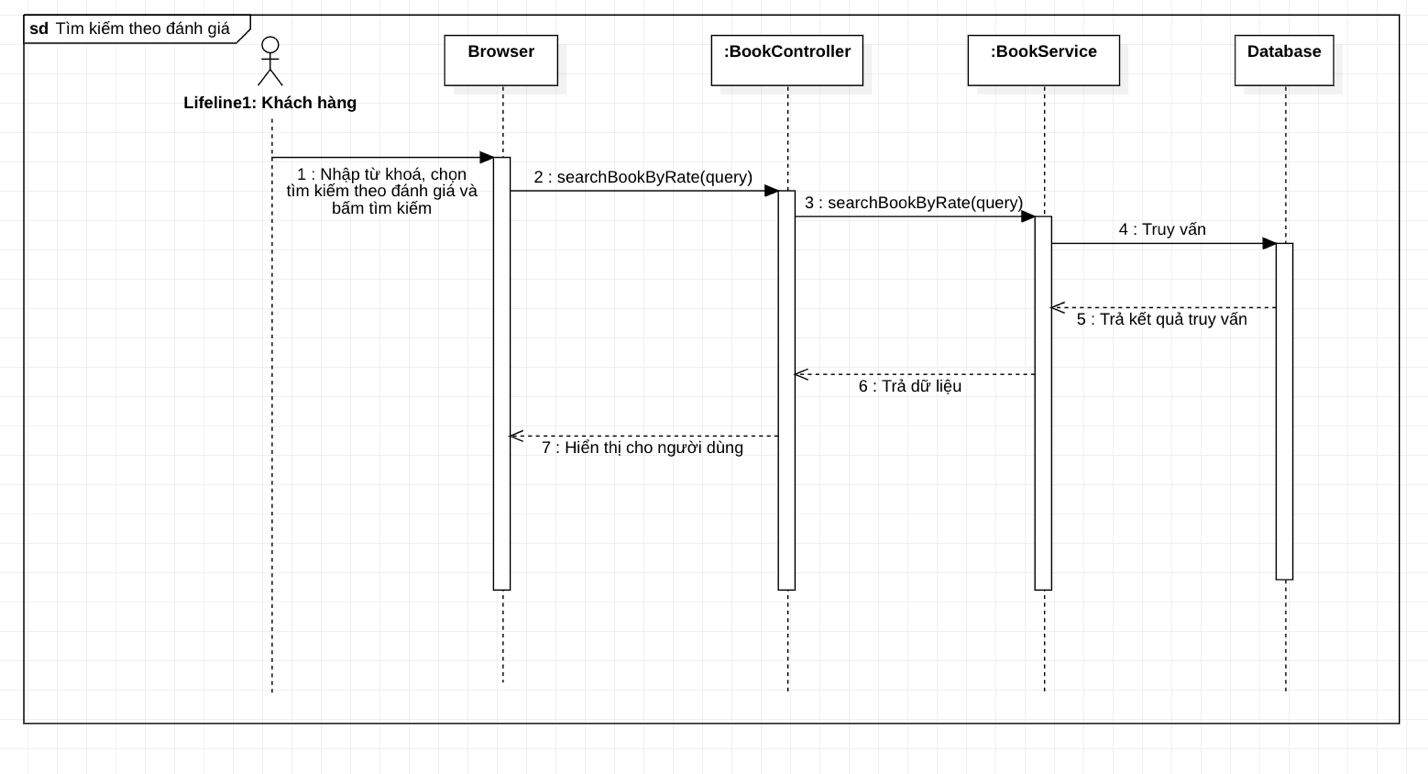 sd Tìm kiếm theo đánh giá
Browser
:BookController
:BookService
Database
Lifeline1: Khách hàng
1 : Nhập từ khoá, chọn
tìm kiếm theo đánh giá và
bấm tìm kiếm
2 : searchBookByRate(query)
3 : searchBookByRate(query)
4 : Truy vấn
5 : Trả kết quả truy vấn
6 : Trả dữ liệu
7 : Hiển thị cho người dùng